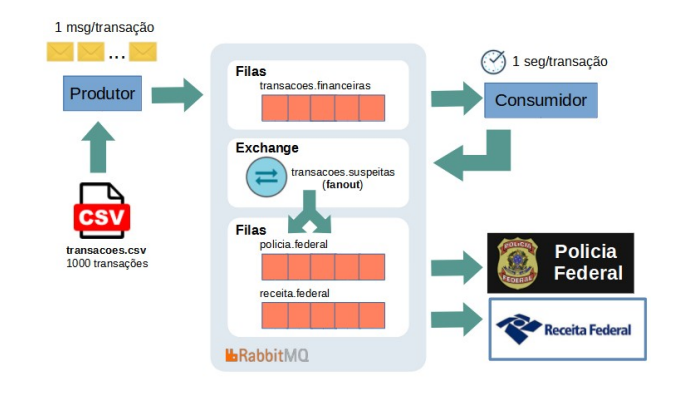 1 msg/transação
...
Produtor
CSV
transacoes.csv
1000 transações
Filas
transacoes.financeiras
Exchange
transacoes.suspeitas
(fanout)
Filas
policia.federal
receita.federal
RabbitMQ
1 seg/transação
Consumidor
POLICIA
FEDERAL
Policia
Federal
Receita Federal